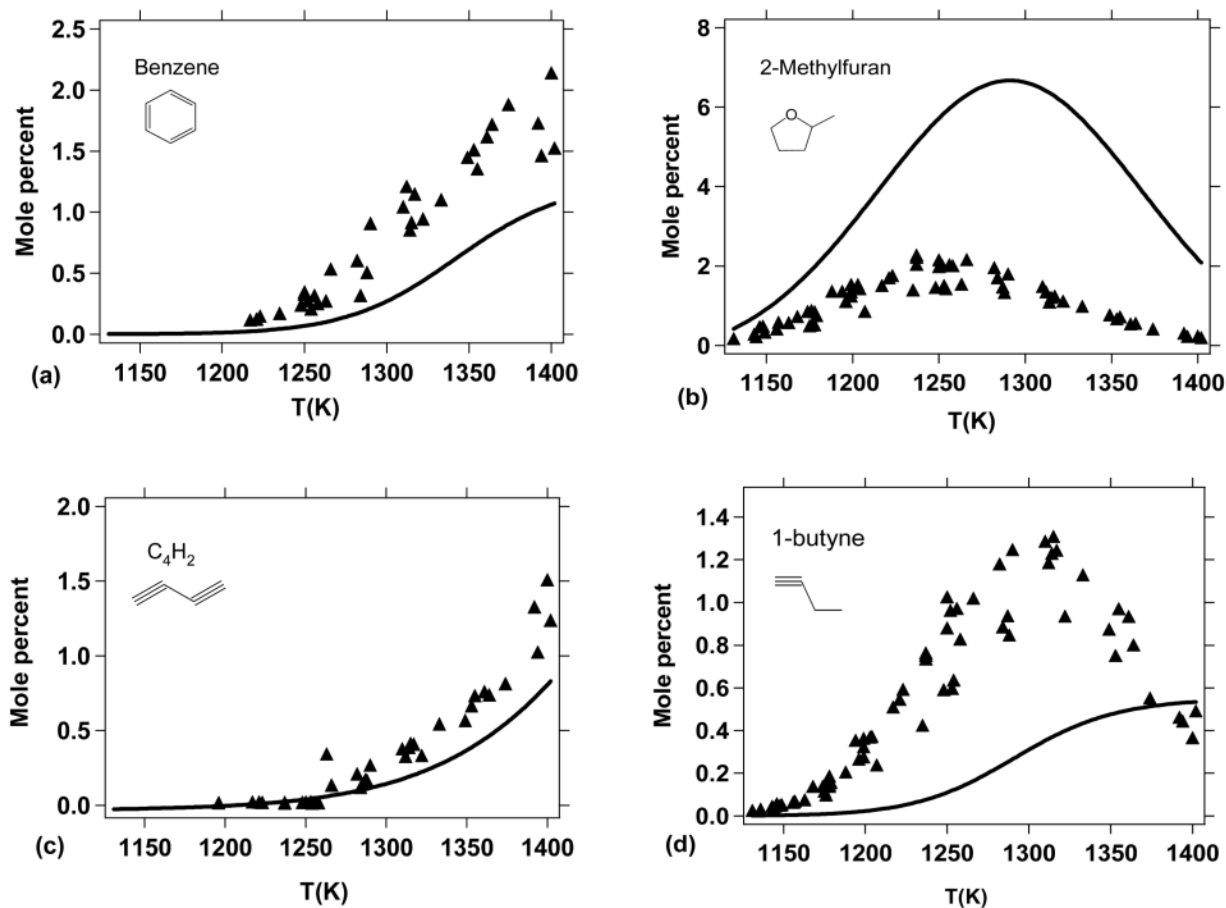 2.5
2.0
1.5
1.0
0.5
0.0
Mole percent
Benzene
1150 1200 1250 1300 1350 1400
T(K)
(a)
8
6
4
2
0
Mole percent
2-Methylfuran
O
1150 1200 1250 1300 1350 1400
T(K)
(b)
2.0
1.5
1.0
0.5
0.0
Mole percent
C₄H₂
1150 1200 1250 1300 1350 1400
T(K)
(c)
1.4
1.2
1.0
0.8
0.6
0.4
0.2
0.0
Mole percent
1-butyne
1150 1200 1250 1300 1350 1400
T(K)
(d)